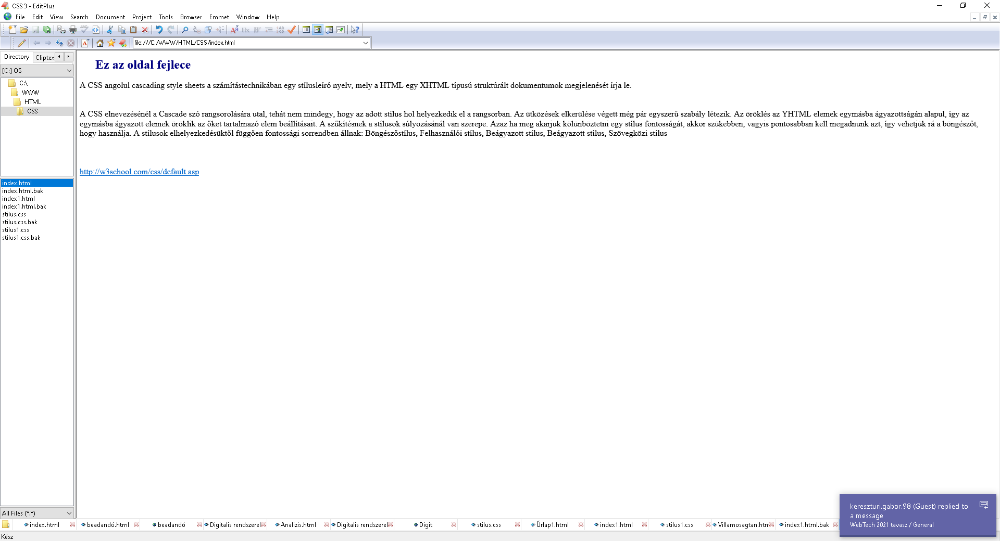 CSS 3 - EditPlus
File Edit View Search Document Project Tools Browser Emmet Window Help
file:///C:/WWW/HTML/CSS/index.html
Directory Cliptex
[C:] OS
C:\
WWW
HTML
CSS
index.html
index.html.bak
index1.html
index1.html.bak
stilus.css
stilus.css.bak
stilus1.css
stilus1.css.bak
All Files (*.*)
Ez az oldal fejlece
A CSS angolul cascading style sheets a számítástechnikában egy stílusleíró nyelv, mely a HTML egy XHTML típusú struktúrált dokumentumok megjelenését írja le.
A CSS elnevezésénél a Cascade szó rangsorolására utal, tehát nem mindegy, hogy az adott stílus hol helyezkedik el a rangsorban. Az ütközések elkerülése végett még pár egyszerű szabály létezik. Az öröklés az YHTML elemek egymásba ágyazottságán alapul, így az
egymásba ágyazott elemek öröklik az őket tartalmazó elem beállításait. A szűkítésnek a stílusok súlyozásánál van szerepe. Azaz ha meg akarjuk kölünböztetni egy stílus fontosságát, akkor szükebben, vagyis pontosabban kell megadnunk azt, így vehetjük rá a böngészőt,
hogy használja. A stílusok elhelyezkedésüktől függően fontossági sorrendben állnak: Böngészőstílus, Felhasználói stílus, Beágyazott stílus, Beágyazott stílus, Szövegközi stílus
http://w3school.com/css/default.asp
kereszturi.gabor.98 (Guest) replied to
a message
WebTech 2021 tavasz / General
index.html beadandó.html beadandó Digitalis rendszerel Analizis.html Digitalis rendszerel Digit stilus.css Űrlap1.html index1.html stilus1.css Villamosagtan.htm index1.html.bak
Kész